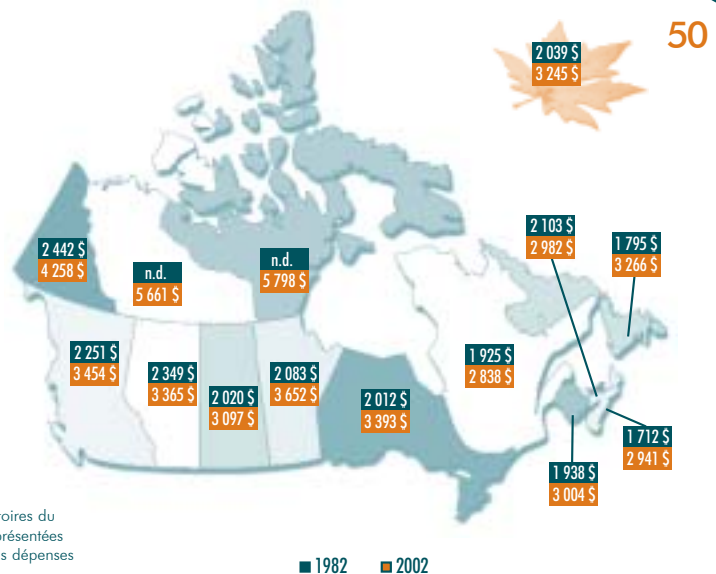 50
2 039 $
3 245 $
2 442 $
4 258 $
n.d.
5 661 $
n.d.
5 798 $
2 103 $
2 982 $
1 795 $
3 266 $
2 251 $
3 454 $
2 349 $
3 365 $
2 020 $
3 097 $
2 083 $
3 652 $
2 012 $
3 393 $
1 925 $
2 838 $
1 712 $
2 941 $
1 938 $
3 004 $
oires du
présentées
s dépenses
1982 2002